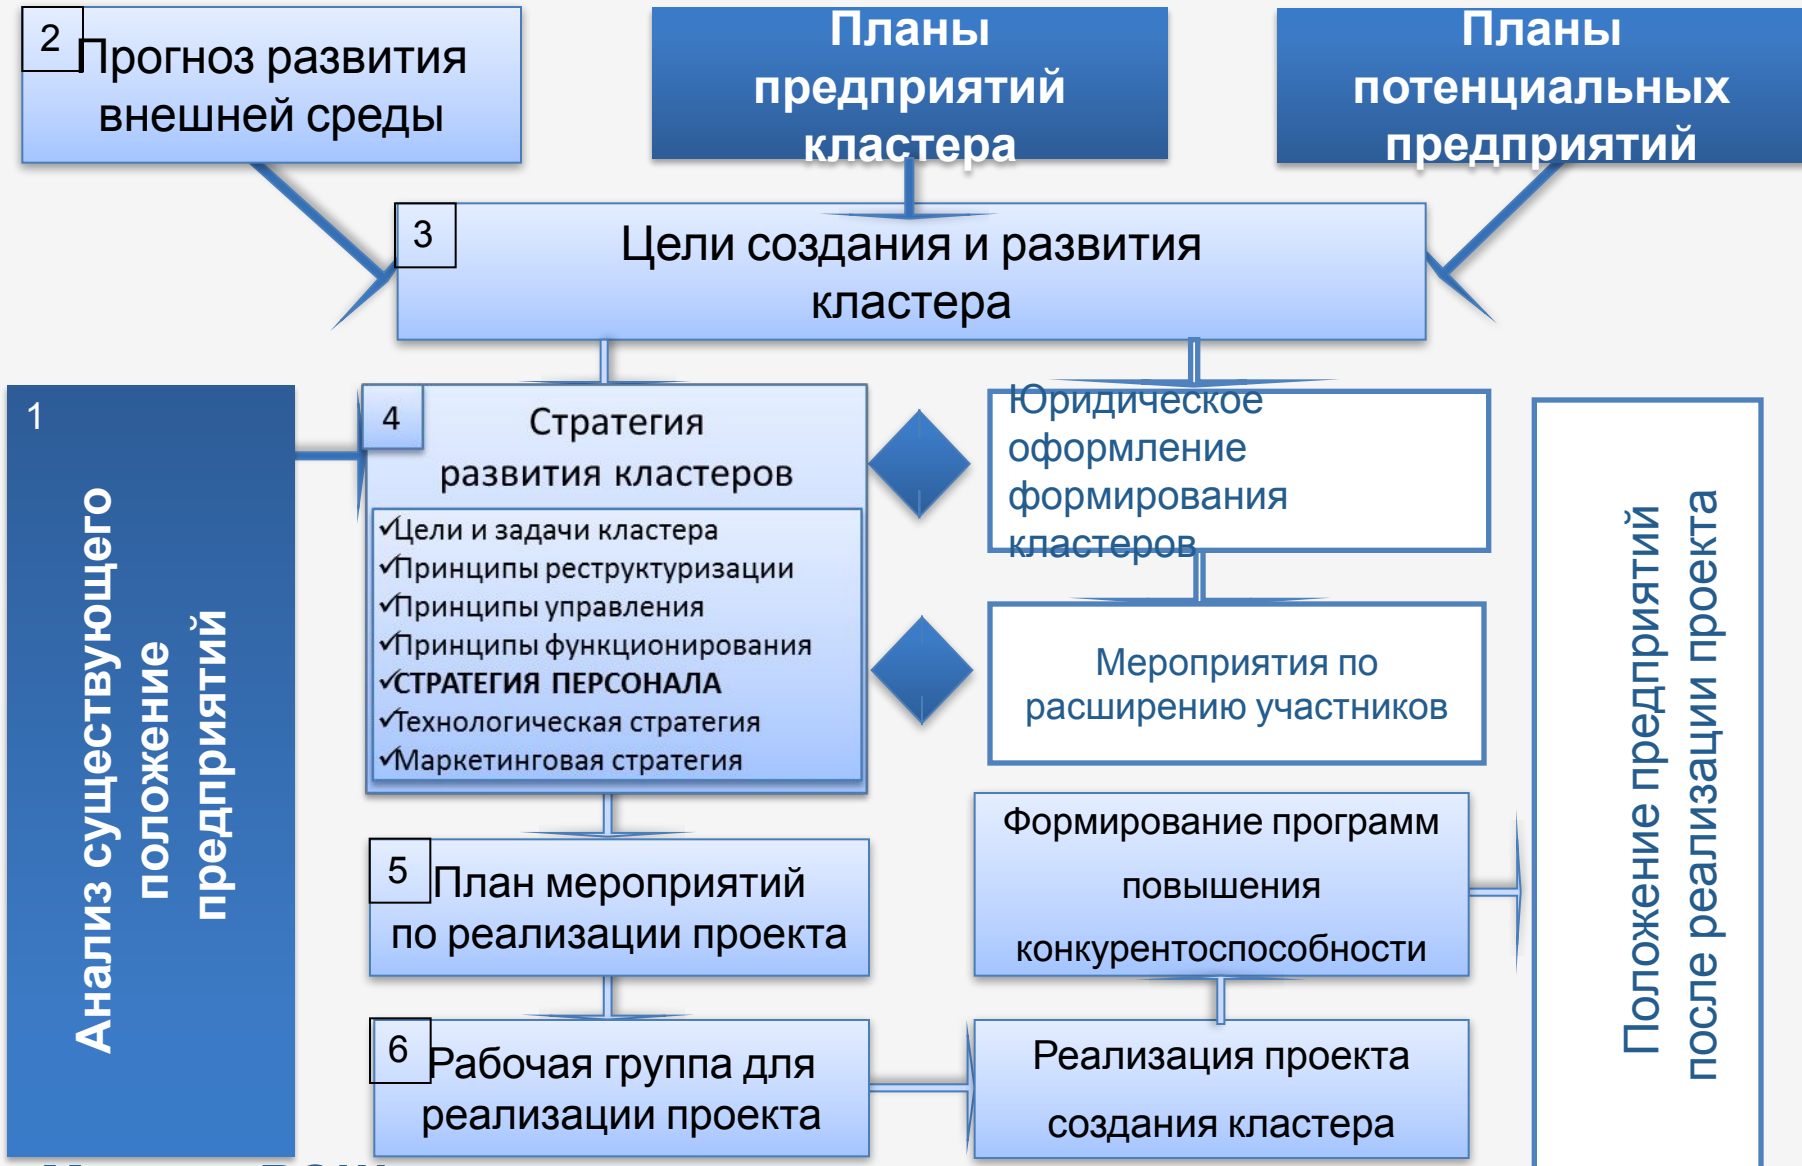 2
Прогноз развития
внешней среды
Планы
предприятий
кластера
Планы
потенциальных
предприятий
3
Цели создания и развития
кластера
1
Анализ существующего
положение
предприятий
4
Стратегия
развития кластеров
✓Цели и задачи кластера
✓Принципы реструктуризации
✓Принципы управления
✓Принципы функционирования
✓СТРАТЕГИЯ ПЕРСОНАЛА
✓Технологическая стратегия
✓Маркетинговая стратегия
Юридическое
оформление
формирования
кластеров
Мероприятия по
расширению участников
5
План мероприятий
по реализации проекта
6
Рабочая группа для
реализации проекта
Формирование программ
повышения
конкурентоспособности
Реализация проекта
создания кластера
Положение предприятий
после реализации проекта